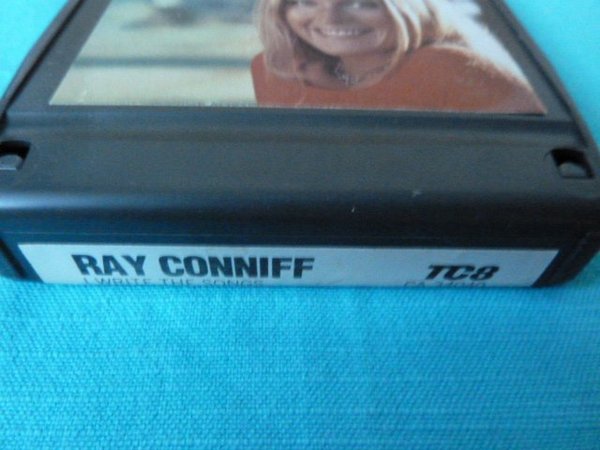 RAY CONNIFF TC8
I WRITE THE SONGS